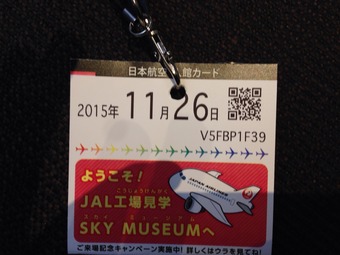 日本航空入館カード
2015年 11月26日
V5FBP1F39
ようこそ!
こうじょうけんがく
JAL工場見学
スカイ ミュージアム
SKY MUSEUMへ
JAPAN AIRLINES
ご来場記念キャンペーン実施中!詳しくはウラを見てね!